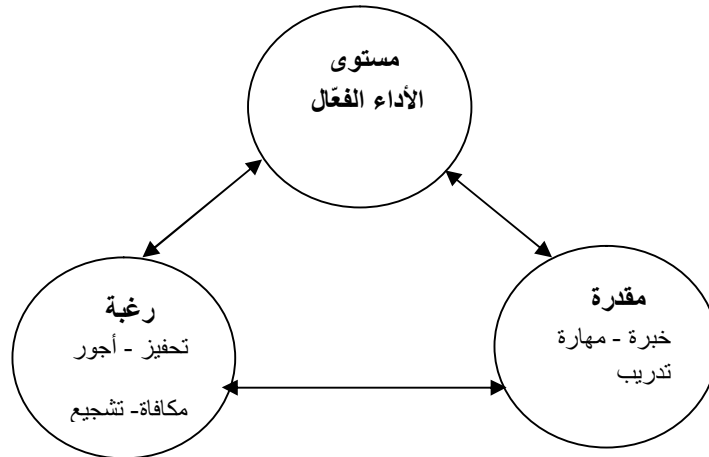 مستوى
الأداء الفعّال
مقدرة
خبرة - مهارة
تدريب
رغبة
تحفيز - أجور
مكافاة- تشجيع